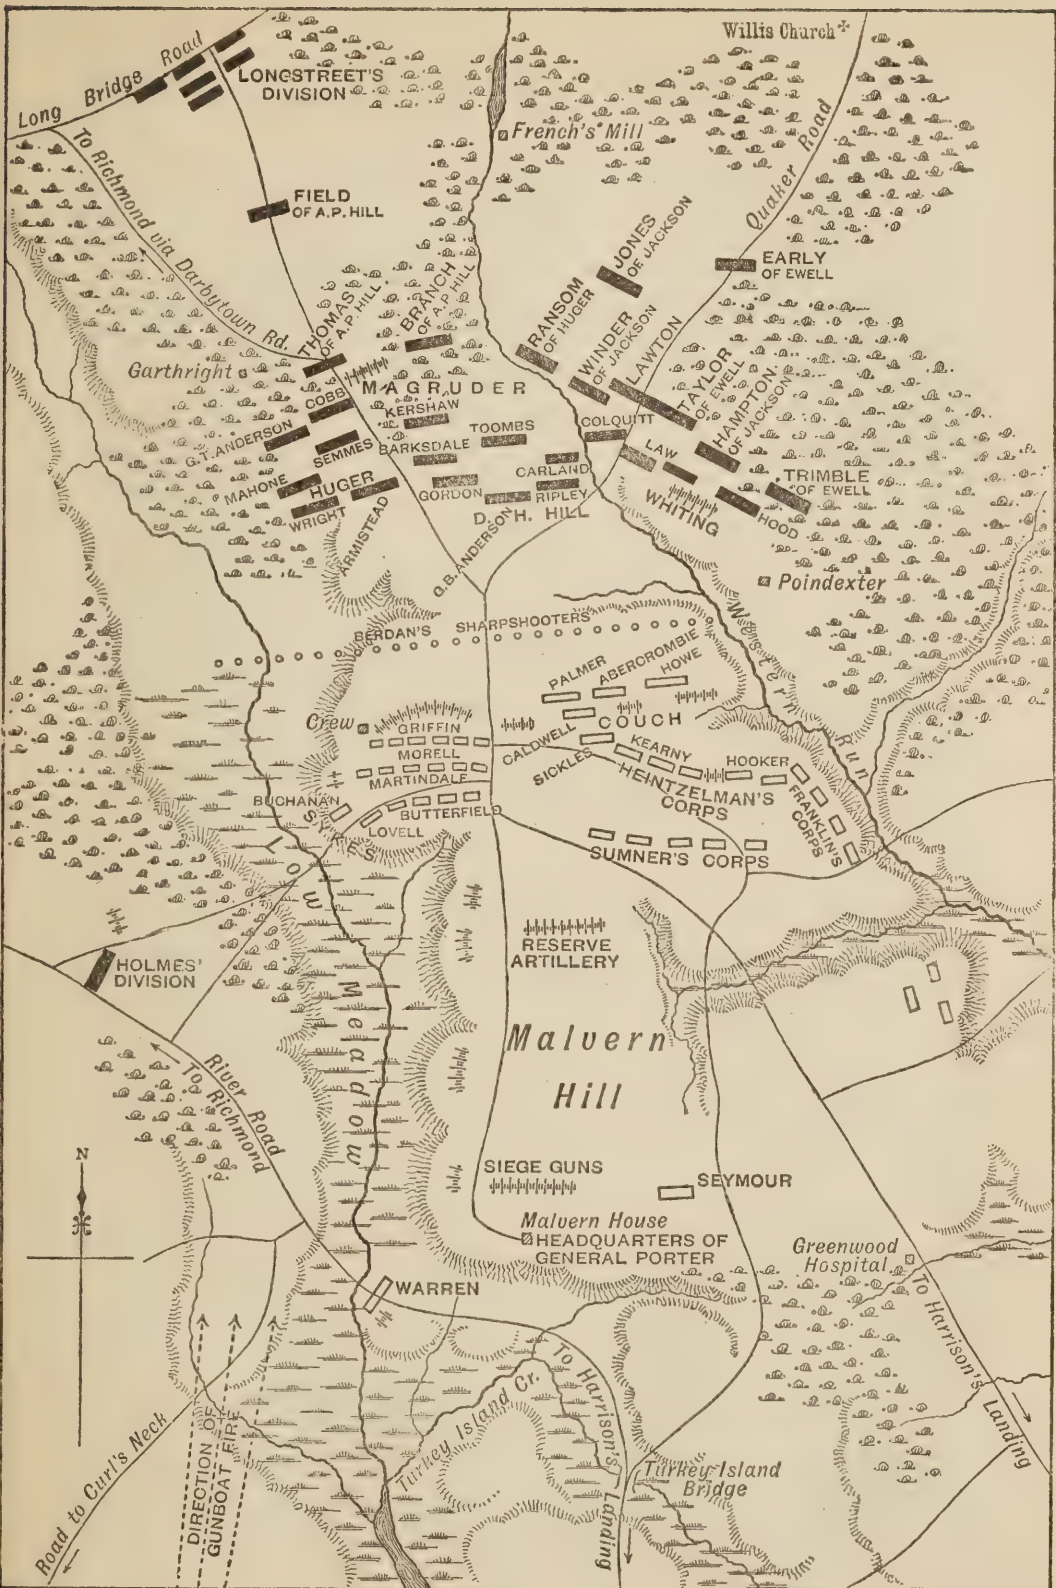 Willis Church
Long Bridge Road
LONGSTREET'S
DIVISION
French's Mill
To Richmond via Darbytown Rd.
Quaker Road
FIELD
OF A.P. HILL
JONES
OF JACKSON
EARLY
OF EWELL
THOMAS
OF A.P. HILL
BRANCH
OF A.P. HILL
RANSOM
OF HUGER
WINDER
OF JACKSON
LAWTON
TAYLOR
OF EWELL
HAMPTON
OF JACKSON
Garthright
MAGRUDER
COBB
KERSHAW
G.T. ANDERSON
SEMMES
BARKSDALE
TOOMBS
COLQUITT
CARLAND
LAW
TRIMBLE
OF EWELL
MAHONE
HUGER
WRIGHT
ARMISTEAD
GORDON
RIPLEY
D. H. HILL
G.B. ANDERSON
WHITING
HOOD
Poindexter
BERDAN'S SHARPSHOOTERS
Western Run
PALMER
ABERCROMBIE
HOWE
Crew
GRIFFIN
MORELL
MARTINDALE
COUCH
CALDWELL
SICKLES
KEARNY
HOOKER
HEINTZELMAN'S
CORPS
FRANKLIN'S
CORPS
BUCHANAN
SYKES
LOVELL
BUTTERFIELD
SUMNER'S CORPS
Low Meadow
RESERVE
ARTILLERY
HOLMES'
DIVISION
Malvern
Hill
River Road
To Richmond
N
SIEGE GUNS
SEYMOUR
Malvern House
HEADQUARTERS OF
GENERAL PORTER
Greenwood
Hospital
WARREN
To Harrison's Landing
To Harrison's Landing
Turkey Island Cr.
Turkey Island
Bridge
DIRECTION OF
GUNBOAT FIRE
Road to Curl's Neck